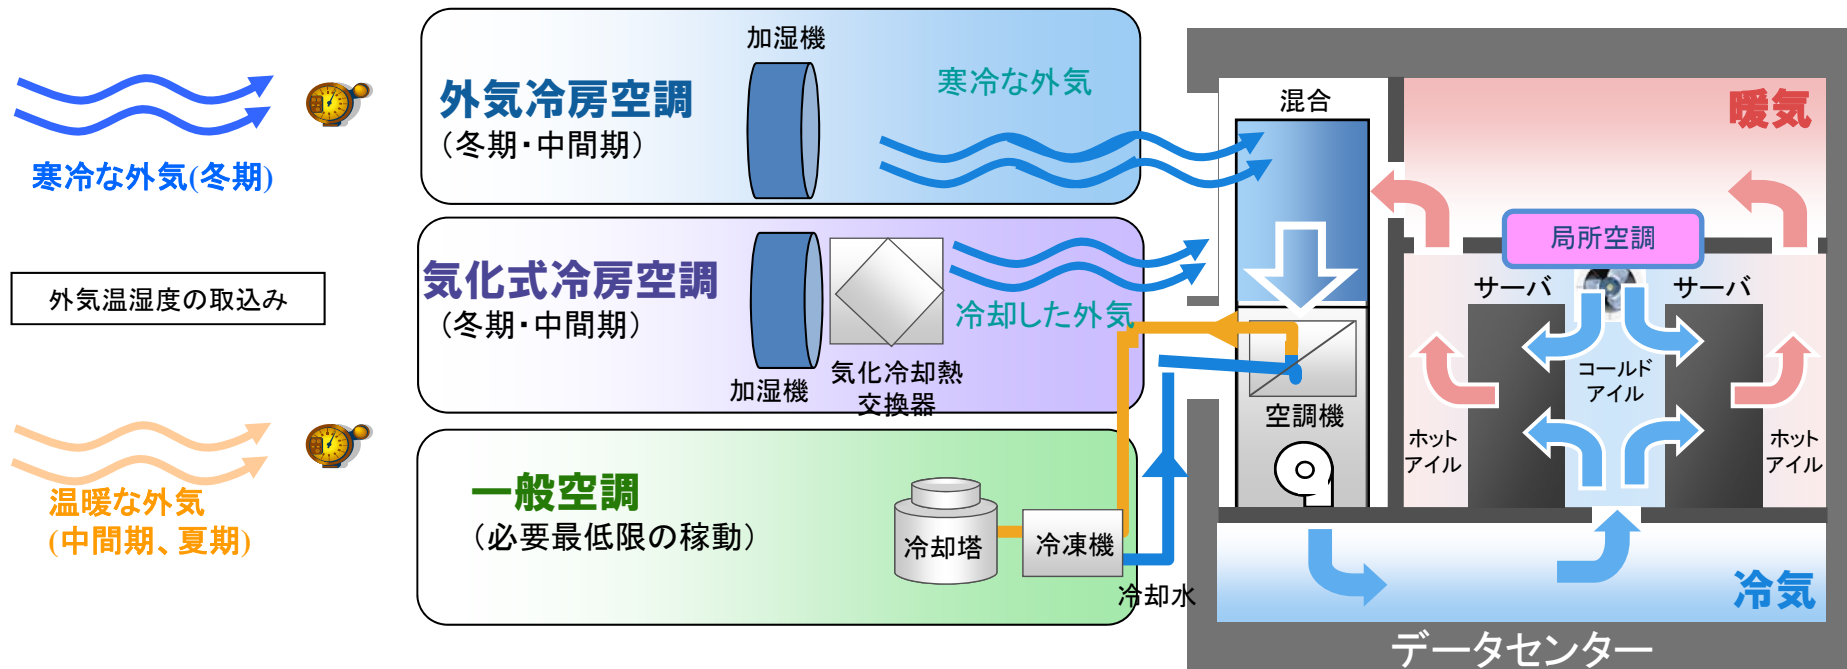 寒冷な外気(冬期)
外気温湿度の取込み
温暖な外気
(中間期、夏期)
加湿機
外気冷房空調
(冬期・中間期)
寒冷な外気
気化式冷房空調
(冬期・中間期)
加湿機
気化冷却熱
交換器
冷却した外気
一般空調
(必要最低限の稼動)
冷却塔
冷凍機
冷却水
混合
空調機
暖気
局所空調
サーバ
サーバ
コールド
アイル
ホット
アイル
ホット
アイル
冷気
データセンター